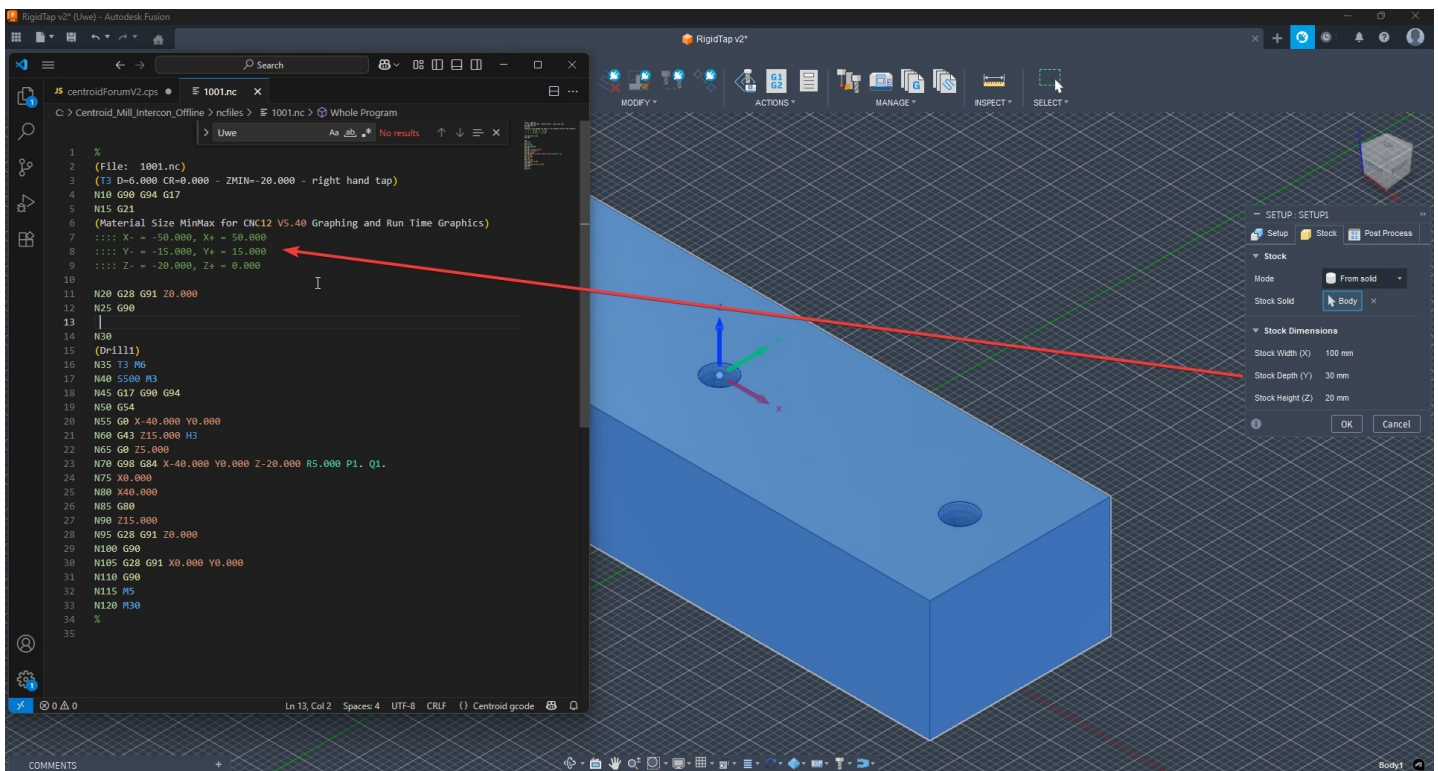 RigidTap v2* (Uwe) - Autodesk Fusion
RigidTap v2*
Search
JS centroidForumV2.cps
1001.nc
C: > Centroid_Mill_Intercon_Offline > ncfiles > 1001.nc > Whole Program
Uwe
Aa ab, .* No results
1 %
2 (File: 1001.nc)
3 (T3 D=6.000 CR=0.000 - ZMIN=-20.000 - right hand tap)
4 N10 G90 G94 G17
5 N15 G21
6 (Material Size MinMax for CNC12 V5.40 Graphing and Run Time Graphics)
7 :::: X- = -50.000, X+ = 50.000
8 :::: Y- = -15.000, Y+ = 15.000
9 :::: Z- = -20.000, Z+ = 0.000
10
11 N20 G28 G91 Z0.000
12 N25 G90
13
14 N30
15 (Drill1)
16 N35 T3 M6
17 N40 S500 M3
18 N45 G17 G90 G94
19 N50 G54
20 N55 G0 X-40.000 Y0.000
21 N60 G43 Z15.000 H3
22 N65 G0 Z5.000
23 N70 G98 G84 X-40.000 Y0.000 Z-20.000 R5.000 P1. Q1.
24 N75 X0.000
25 N80 X40.000
26 N85 G80
27 N90 Z15.000
28 N95 G28 G91 Z0.000
29 N100 G90
30 N105 G28 G91 X0.000 Y0.000
31 N110 G90
32 N115 M5
33 N120 M30
34 %
35
1
1
0 0
Ln 13, Col 2 Spaces: 4 UTF-8 CRLF {} Centroid gcode
MODIFY
G1
G2
ACTIONS
G
MANAGE
INSPECT
SELECT
Z
Y
X
SETUP : SETUP1
Setup Stock Post Process
Stock
Mode From solid
Stock Solid Body
Stock Dimensions
Stock Width (X) 100 mm
Stock Depth (Y) 30 mm
Stock Height (Z) 20 mm
OK Cancel
COMMENTS
Body1